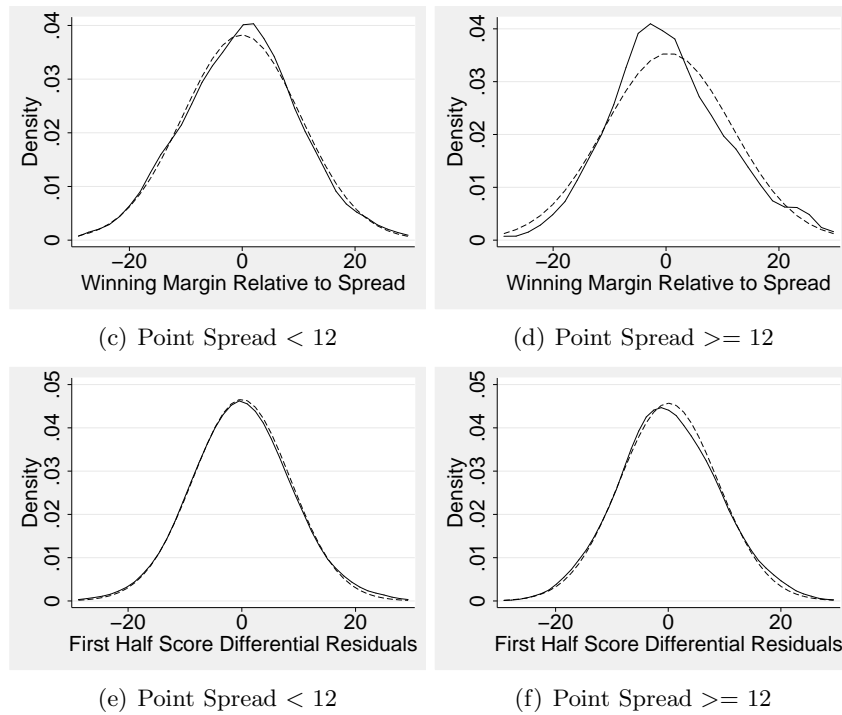 .04
.03
.02
.01
0
Density
−20 0 20
Winning Margin Relative to Spread
(c) Point Spread < 12
.04
.03
.02
.01
0
Density
−20 0 20
Winning Margin Relative to Spread
(d) Point Spread >= 12
.05
.04
.03
.02
.01
0
Density
−20 0 20
First Half Score Differential Residuals
(e) Point Spread < 12
.05
.04
.03
.02
.01
0
Density
−20 0 20
First Half Score Differential Residuals
(f) Point Spread >= 12